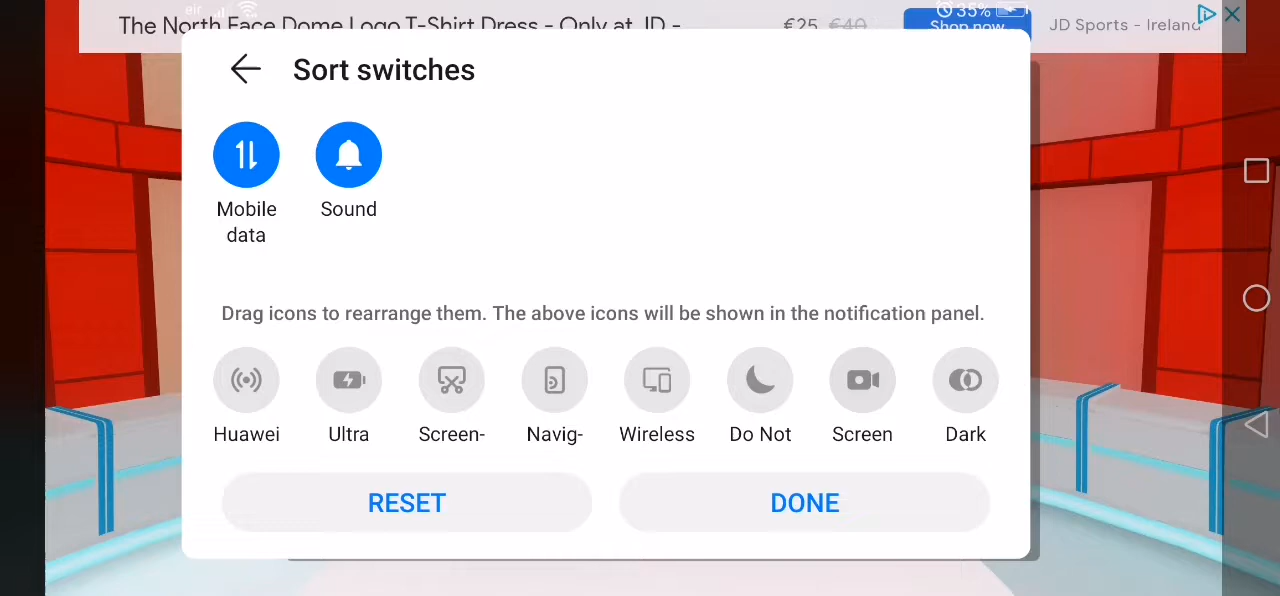 eir 35%
The North Face Dome Logo T-Shirt Dress - Only at JD - €25 €40 Shop now JD Sports - Ireland
Sort switches
Mobile data
Sound
Drag icons to rearrange them. The above icons will be shown in the notification panel.
Huawei Ultra Screen- Navig- Wireless Do Not Screen Dark
RESET DONE